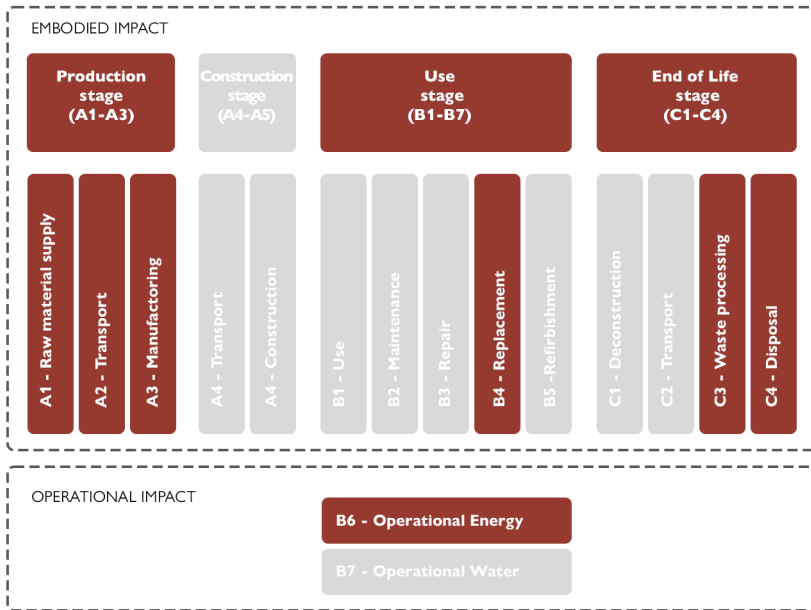 EMBODIED IMPACT
Production
stage
(A1-A3)
Construction
stage
(A4-A5)
Use
stage
(B1-B7)
End of Life
stage
(C1-C4)
A1 - Raw material supply
A2 - Transport
A3 - Manufactoring
A4 - Transport
A4 - Construction
B1 - Use
B2 - Maintenance
B3 - Repair
B4 - Replacement
B5 -Refirbishment
C1 - Deconstruction
C2 - Transport
C3 - Waste processing
C4 - Disposal
OPERATIONAL IMPACT
B6 - Operational Energy
B7 - Operational Water